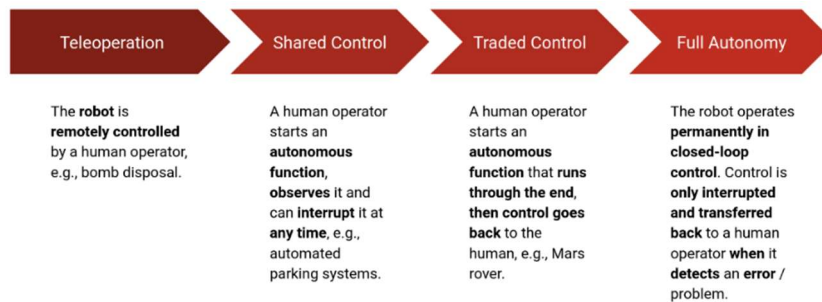 Teleoperation
Shared Control
Traded Control
Full Autonomy
The robot is
remotely controlled
by a human operator,
e.g., bomb disposal.
A human operator
starts an
autonomous
function,
observes it and
can interrupt it at
any time, e.g.,
automated
parking systems.
A human operator
starts an
autonomous
function that runs
through the end,
then control goes
back to the
human, e.g., Mars
rover.
The robot operates
permanently in
closed-loop
control. Control is
only interrupted
and transferred
back to a human
operator when it
detects an error /
problem.